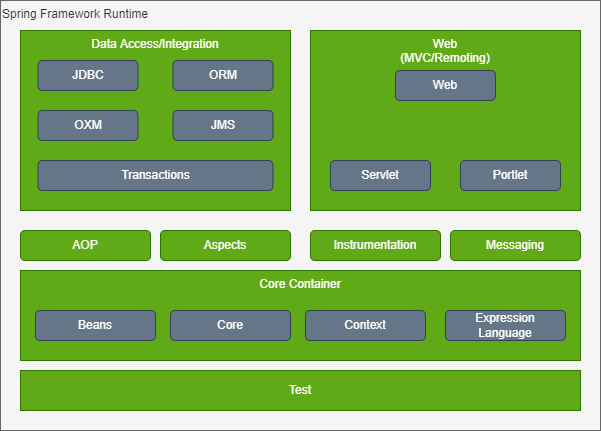 Spring Framework Runtime
Data Access/Integration
JDBC
ORM
OXM
JMS
Transactions
Web
(MVC/Remoting)
Web
Servlet
Portlet
AOP
Aspects
Instrumentation
Messaging
Core Container
Beans
Core
Context
Expression
Language
Test